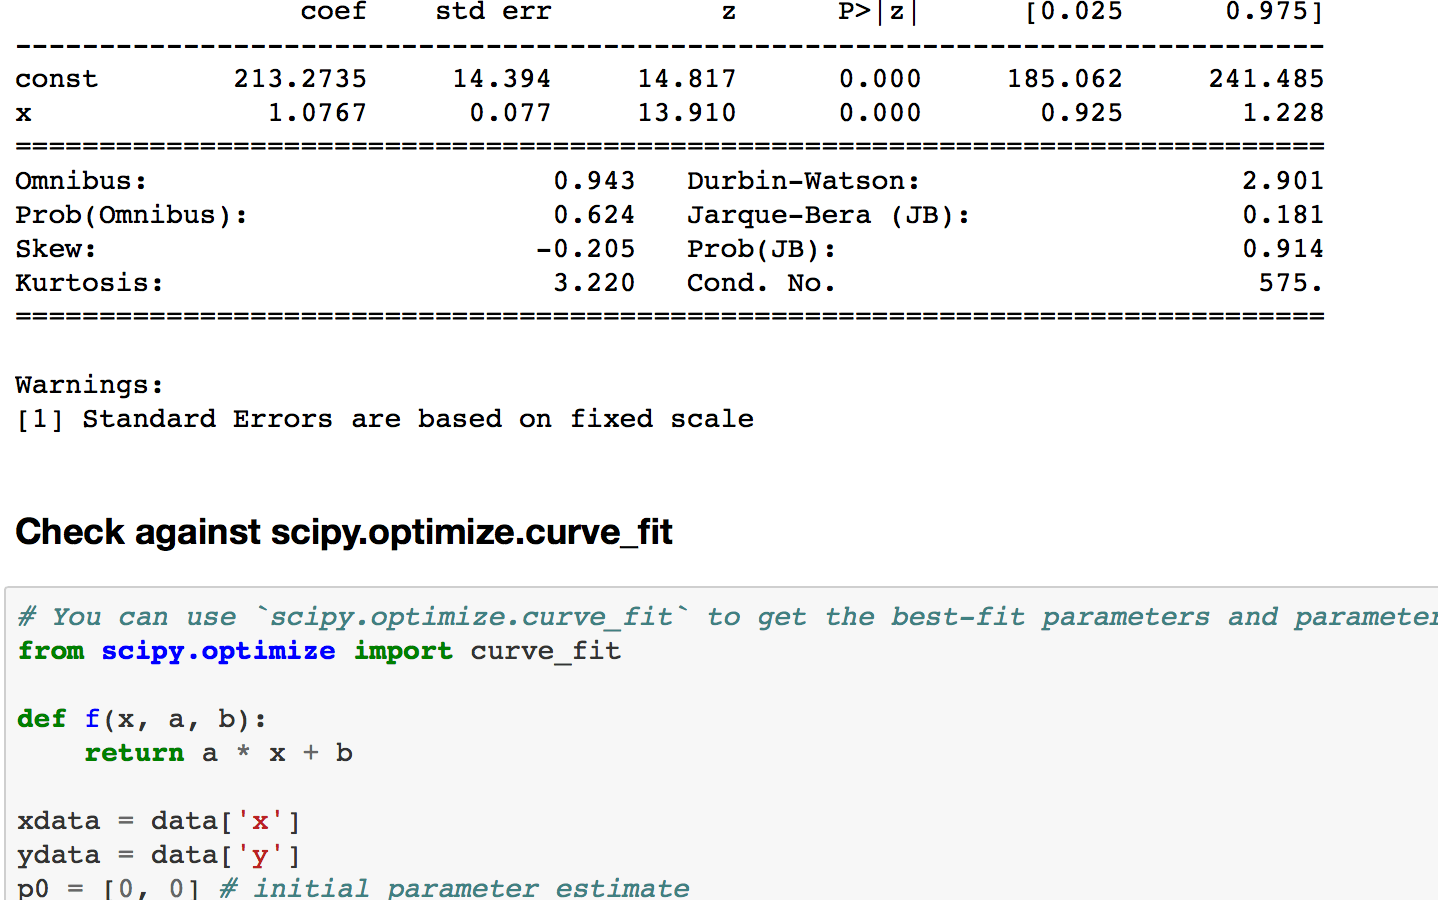 coef std err z P>|z| [0.025 0.975]
------------------------------------------------------------------------------
const 213.2735 14.394 14.817 0.000 185.062 241.485
x 1.0767 0.077 13.910 0.000 0.925 1.228
==============================================================================
Omnibus: 0.943 Durbin-Watson: 2.901
Prob(Omnibus): 0.624 Jarque-Bera (JB): 0.181
Skew: -0.205 Prob(JB): 0.914
Kurtosis: 3.220 Cond. No. 575.
==============================================================================
Warnings:
[1] Standard Errors are based on fixed scale
Check against scipy.optimize.curve_fit
# You can use `scipy.optimize.curve_fit` to get the best-fit parameters and parameter
from scipy.optimize import curve_fit
def f(x, a, b):
    return a * x + b
xdata = data['x']
ydata = data['y']
p0 = [0, 0] # initial parameter estimate